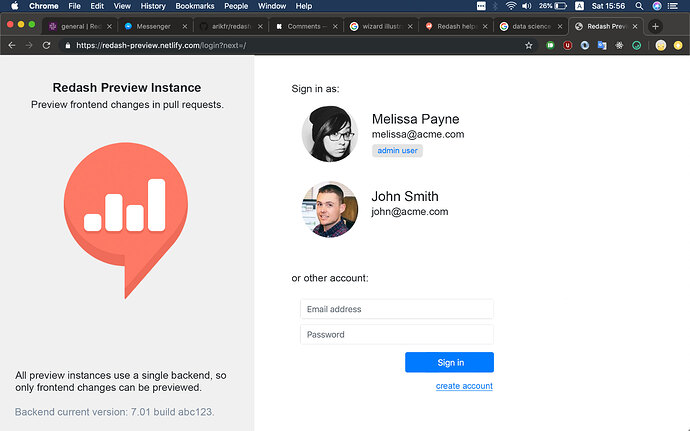 Chrome File Edit View History Bookmarks People Window Help 26% A Sat 15:56
general | Red Messenger arikfr/redash Comments – wizard illustr Redash help data science Redash Previ
https://redash-preview.netlify.com/login?next=/
Redash Preview Instance
Preview frontend changes in pull requests.
All preview instances use a single backend, so
only frontend changes can be previewed.
Backend current version: 7.01 build abc123.
Sign in as:
Melissa Payne
melissa@acme.com
admin user
John Smith
john@acme.com
or other account:
Email address
Password
Sign in
create account